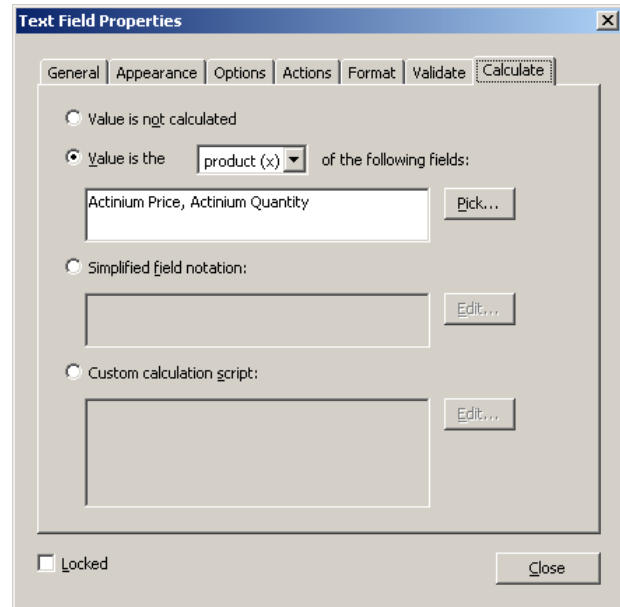 Text Field Properties
General Appearance Options Actions Format Validate Calculate
Value is not calculated
Value is the product (x) of the following fields:
Actinium Price, Actinium Quantity
Pick...
Simplified field notation:
Edit...
Custom calculation script:
Edit...
Locked
Close